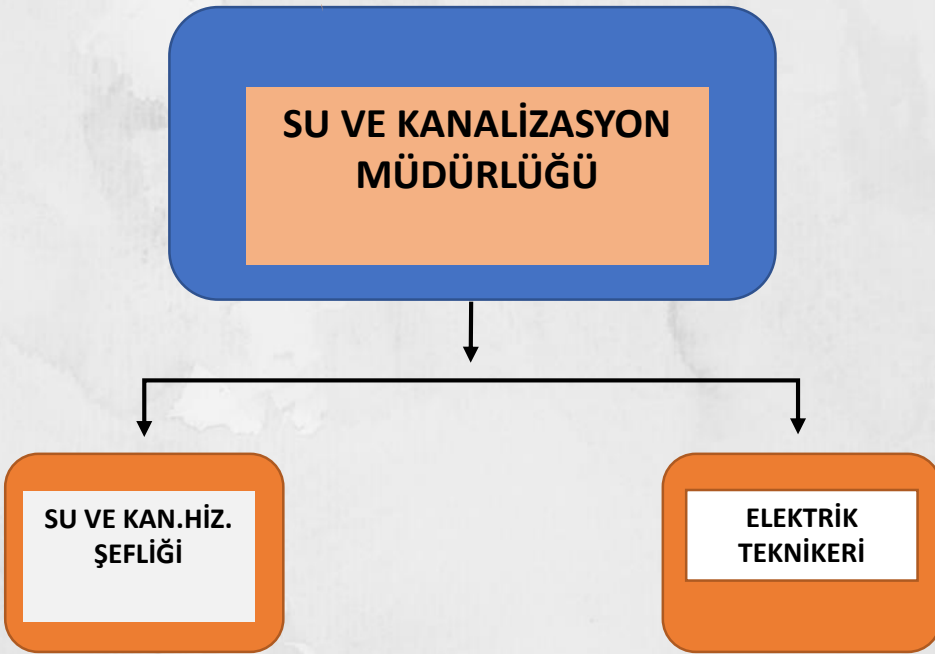 SU VE KANALİZASYON
MÜDÜRLÜĞÜ
SU VE KAN.HİZ.
ŞEFLİĞİ
ELEKTRİK
TEKNİKERİ